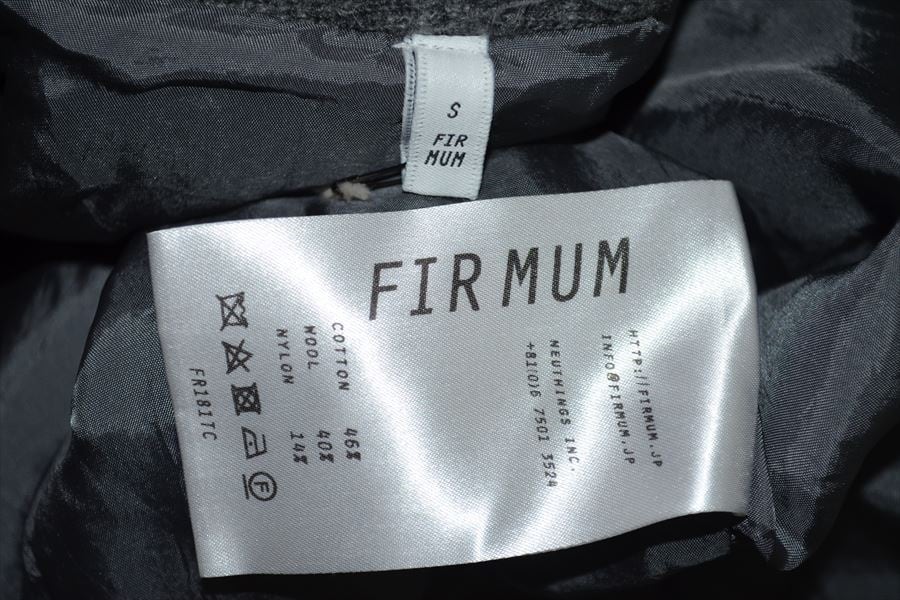 S
FIR
MUM
FIRMUM
HTTP://FIRMUM.JP
INFO@FIRMUM.JP
NEUTHINGS INC.
+81(0)6 7501 3524
COTTON 46%
WOOL 40%
NYLON 14%
F
FR181TC